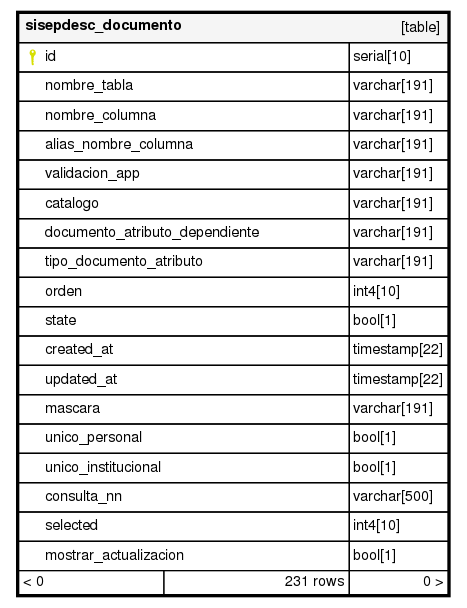 sisepdesc_documento [table]
id serial[10]
nombre_tabla varchar[191]
nombre_columna varchar[191]
alias_nombre_columna varchar[191]
validacion_app varchar[191]
catalogo varchar[191]
documento_atributo_dependiente varchar[191]
tipo_documento_atributo varchar[191]
orden int4[10]
state bool[1]
created_at timestamp[22]
updated_at timestamp[22]
mascara varchar[191]
unico_personal bool[1]
unico_institucional bool[1]
consulta_nn varchar[500]
selected int4[10]
mostrar_actualizacion bool[1]
< 0 231 rows 0 >